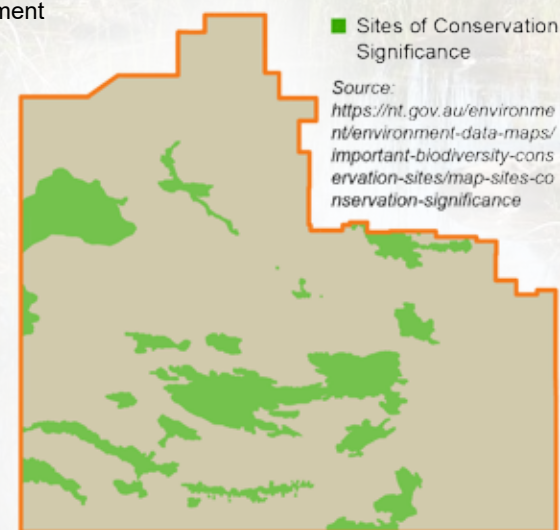 ment
Sites of Conservation
Significance
Source:
https://nt.gov.au/environme
nt/environment-data-maps/
important-biodiversity-cons
ervation-sites/map-sites-co
nservation-significance